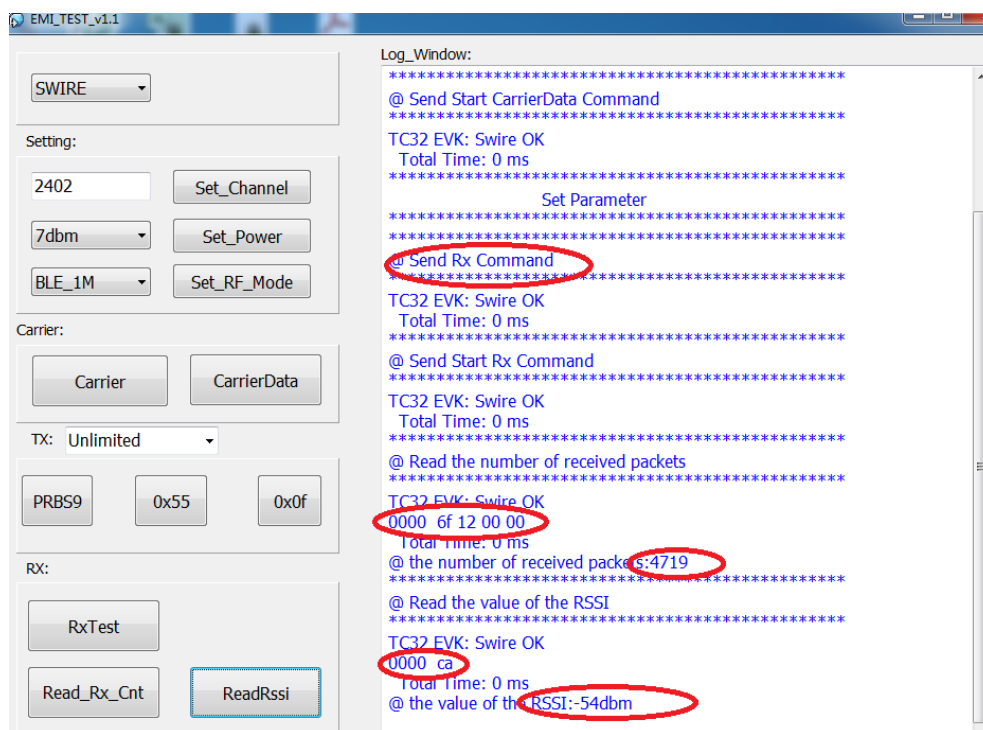 EMI_TEST_v1.1
SWIRE
Setting:
2402
Set_Channel
7dbm
Set_Power
BLE_1M
Set_RF_Mode
Carrier:
Carrier
CarrierData
TX: Unlimited
PRBS9
0x55
0x0f
RX:
RxTest
Read_Rx_Cnt
ReadRssi
Log_Window:
***********************************************
@ Send Start CarrierData Command
***********************************************
TC32 EVK: Swire OK
Total Time: 0 ms
***********************************************
Set Parameter
***********************************************
***********************************************
@ Send Rx Command
***********************************************
TC32 EVK: Swire OK
Total Time: 0 ms
***********************************************
@ Send Start Rx Command
***********************************************
TC32 EVK: Swire OK
Total Time: 0 ms
***********************************************
@ Read the number of received packets
***********************************************
TC32 EVK: Swire OK
0000 6f 12 00 00
Total Time: 0 ms
@ the number of received packets:4719
***********************************************
@ Read the value of the RSSI
***********************************************
TC32 EVK: Swire OK
0000 ca
Total Time: 0 ms
@ the value of the RSSI:-54dbm